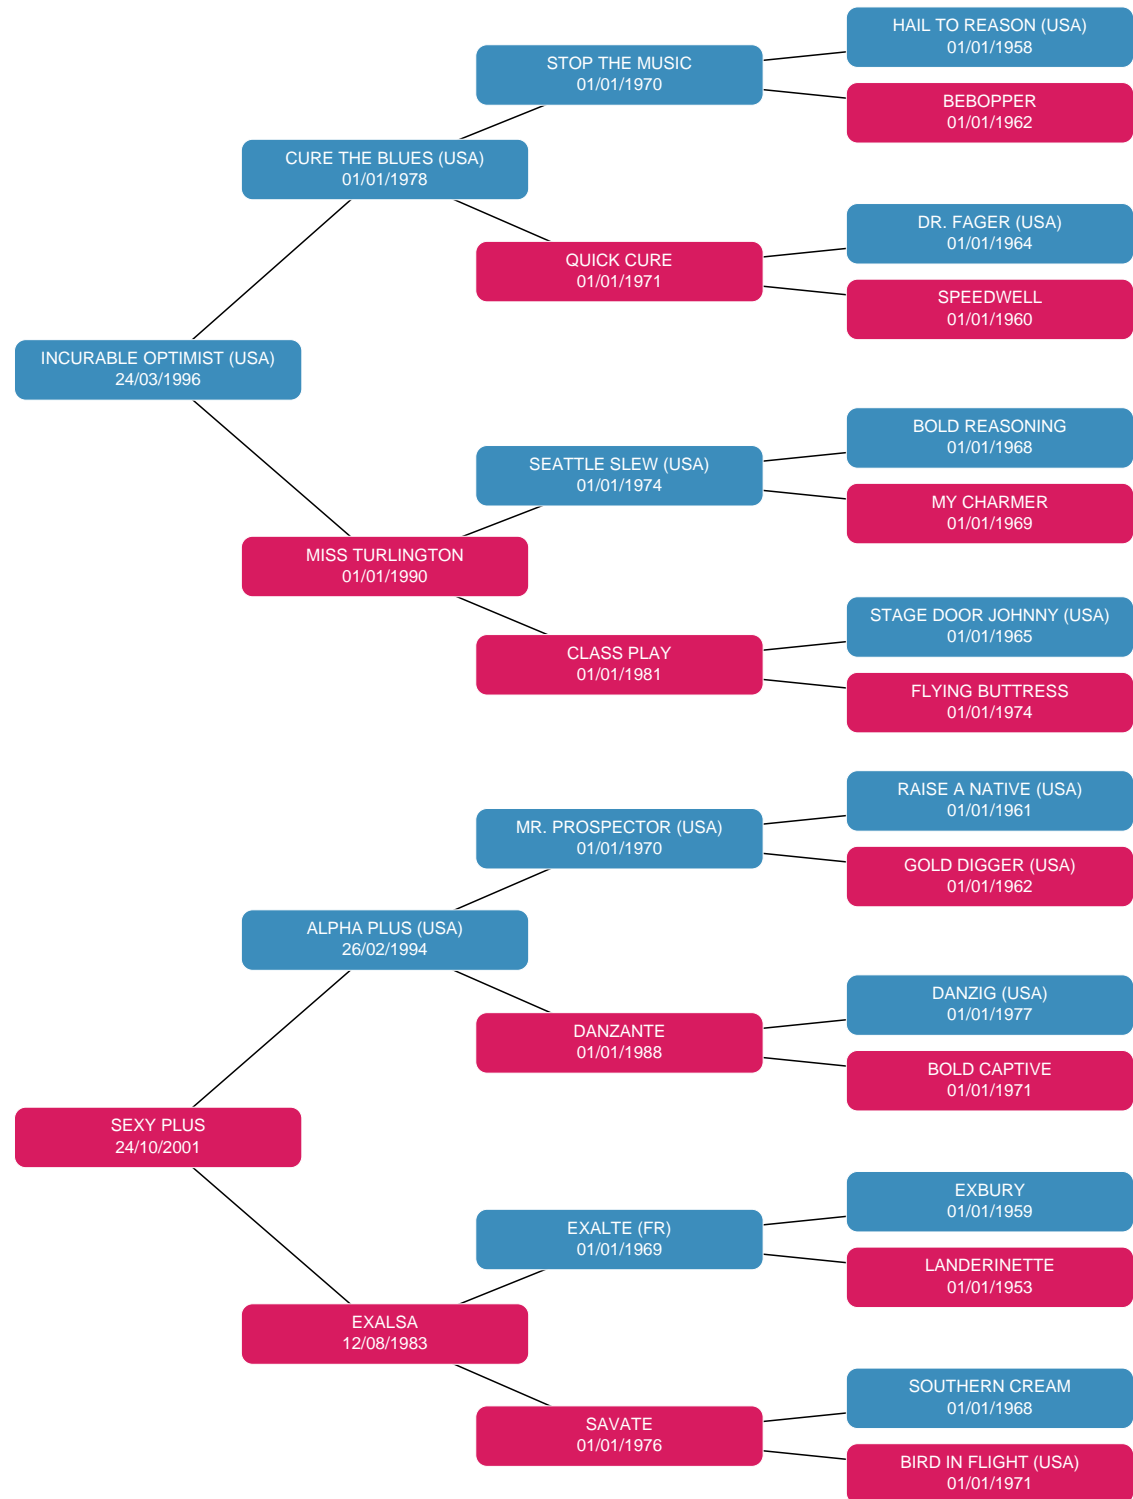 HAIL TO REASON (USA)
01/01/1958
STOP THE MUSIC
01/01/1970
BEBOPPER
01/01/1962
CURE THE BLUES (USA)
01/01/1978
DR. FAGER (USA)
01/01/1964
QUICK CURE
01/01/1971
SPEEDWELL
01/01/1960
INCURABLE OPTIMIST (USA)
24/03/1996
BOLD REASONING
01/01/1968
SEATTLE SLEW (USA)
01/01/1974
MY CHARMER
01/01/1969
MISS TURLINGTON
01/01/1990
STAGE DOOR JOHNNY (USA)
01/01/1965
CLASS PLAY
01/01/1981
FLYING BUTTRESS
01/01/1974
RAISE A NATIVE (USA)
01/01/1961
MR. PROSPECTOR (USA)
01/01/1970
GOLD DIGGER (USA)
01/01/1962
ALPHA PLUS (USA)
26/02/1994
DANZIG (USA)
01/01/1977
DANZANTE
01/01/1988
BOLD CAPTIVE
01/01/1971
SEXY PLUS
24/10/2001
EXBURY
01/01/1959
EXALTE (FR)
01/01/1969
LANDERINETTE
01/01/1953
EXALSA
12/08/1983
SOUTHERN CREAM
01/01/1968
SAVATE
01/01/1976
BIRD IN FLIGHT (USA)
01/01/1971